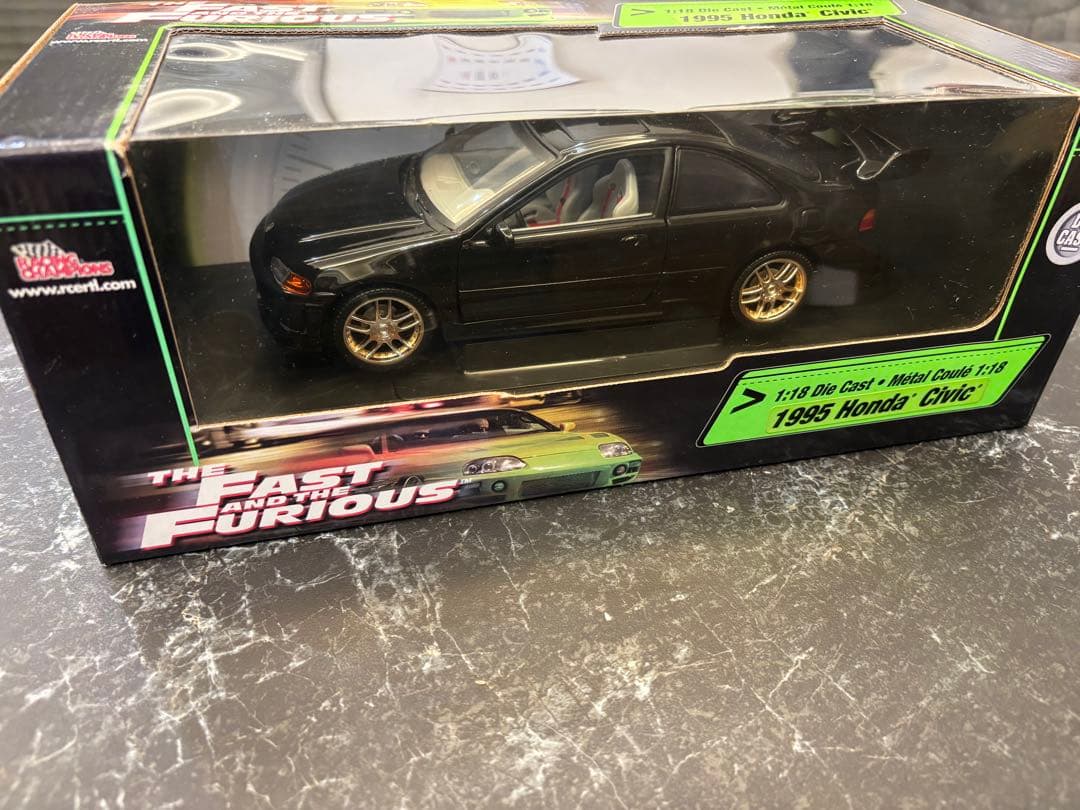 THE FAST AND THE
FURIOUS
> 1:18 Die Cast • Métal Coulé 1:18
1995 Honda® Civic®
RACING
CHAMPIONS
www.rcertl.com
> 1:18 Die Cast • Métal Coulé 1:18
1995 Honda® Civic®
THE
FAST
AND THE
FURIOUS™